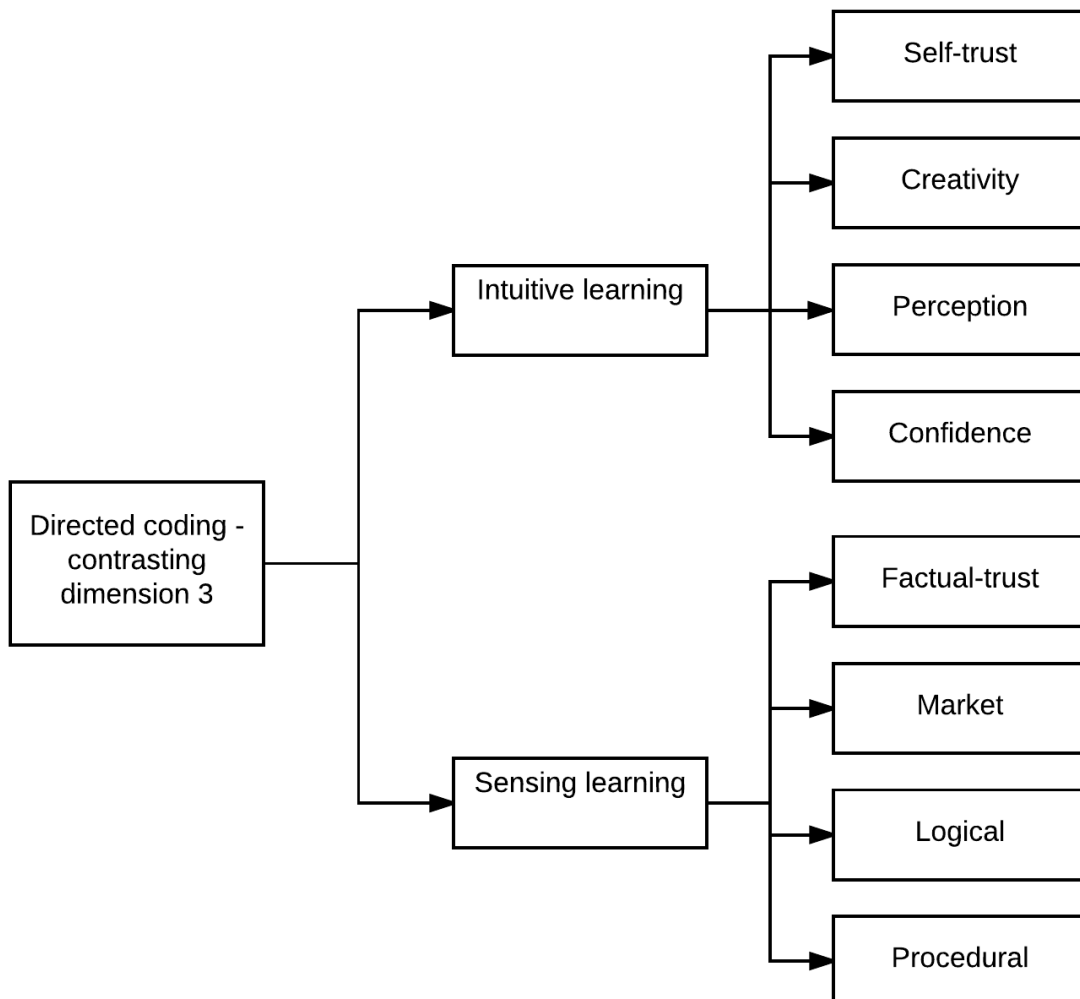 Self-trust
Creativity
Intuitive learning
Perception
Confidence
Directed coding -
contrasting
dimension 3
Factual-trust
Market
Sensing learning
Logical
Procedural